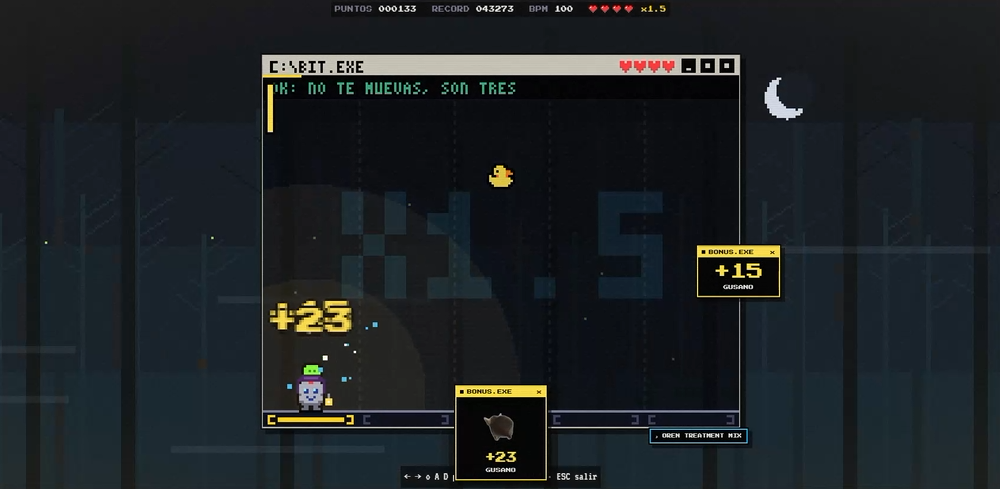 PUNTOS 000133 RECORD 043273 BPM 100 x1.5
C:\BIT.EXE
OK: NO TE MUEVAS, SON TRES
X1.5
BONUS.EXE ×
+15
GUSANO
+23
BONUS.EXE ×
+23
GUSANO
OREN TREATMENT MIX
← → o A D
ESC salir